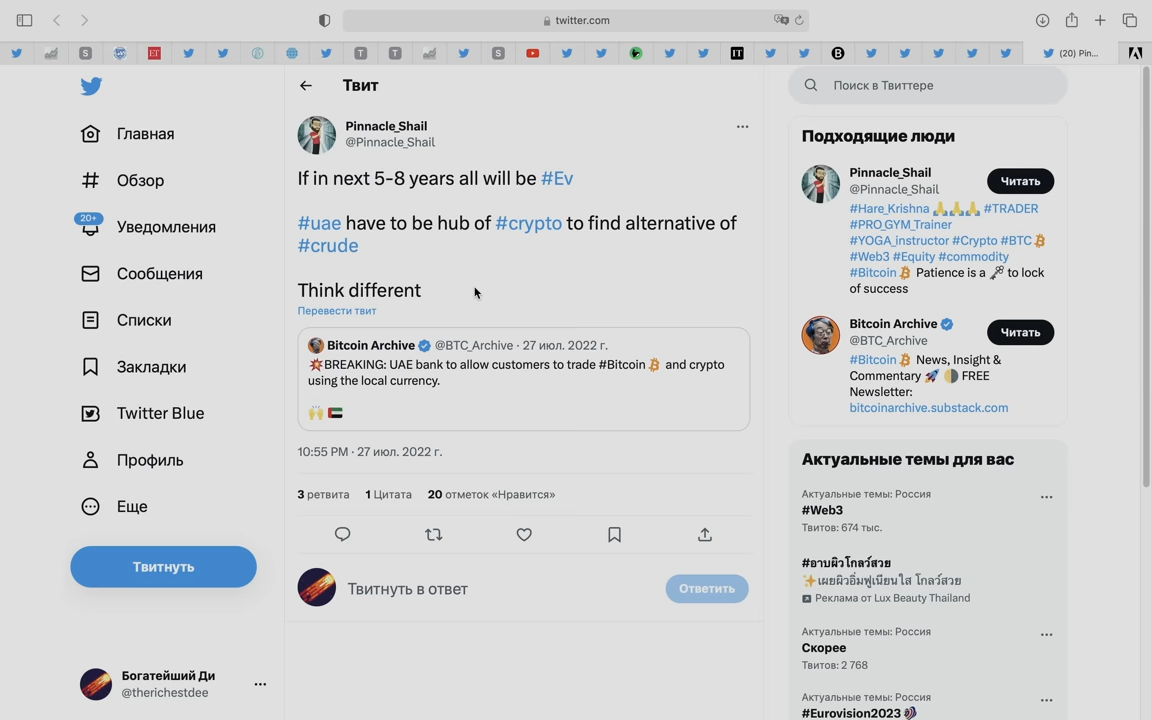 twitter.com
S
ET
T
T
S
IT
B
(20) Pin...
Твит
Поиск в Твиттере
Главная
Обзор
20+
Уведомления
Сообщения
Списки
Закладки
Twitter Blue
Профиль
Еще
Твитнуть
Богатейший Ди
@therichestdee
Pinnacle_Shail
@Pinnacle_Shail
If in next 5-8 years all will be #Ev
#uae have to be hub of #crypto to find alternative of
#crude
Think different
Перевести твит
Bitcoin Archive @BTC_Archive · 27 июл. 2022 г.
💥BREAKING: UAE bank to allow customers to trade #Bitcoin and crypto
using the local currency.
🙌 🇦🇪
10:55 PM · 27 июл. 2022 г.
3 ретвита 1 Цитата 20 отметок «Нравится»
Твитнуть в ответ
Ответить
Подходящие люди
Pinnacle_Shail
@Pinnacle_Shail
Читать
#Hare_Krishna 🙏🙏🙏 #TRADER
#PRO_GYM_Trainer
#YOGA_instructor #Crypto #BTC
#Web3 #Equity #commodity
#Bitcoin Patience is a 🗝 to lock
of success
Bitcoin Archive
@BTC_Archive
Читать
#Bitcoin News, Insight &
Commentary 🚀 🌗 FREE
Newsletter:
bitcoinarchive.substack.com
Актуальные темы для вас
Актуальные темы: Россия
#Web3
Твитов: 674 тыс.
#อาบผิวโกลว์สวย
✨เผยผิวอิ่มฟูเนียนใส โกลว์สวย
Реклама от Lux Beauty Thailand
Актуальные темы: Россия
Скорее
Твитов: 2 768
Актуальные темы: Россия
#Eurovision2023